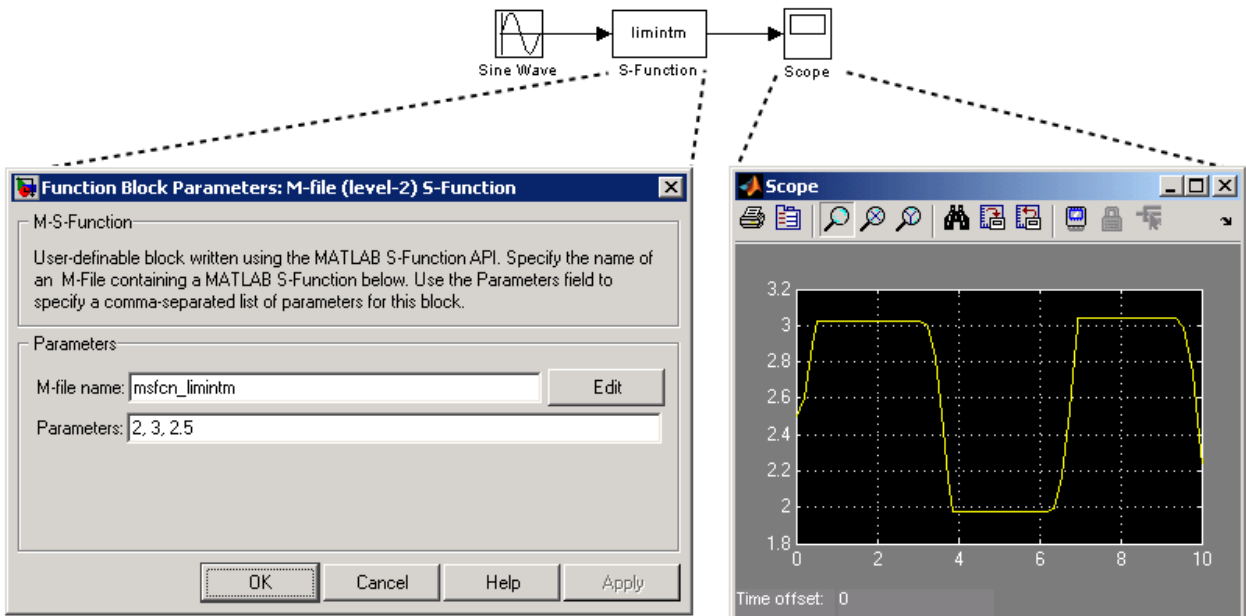 limintm
Sine Wave
S-Function
Scope
Function Block Parameters: M-file (level-2) S-Function
M-S-Function
User-definable block written using the MATLAB S-Function API. Specify the name of
an M-File containing a MATLAB S-Function below. Use the Parameters field to
specify a comma-separated list of parameters for this block.
Parameters
M-file name: msfcn_limintm
Edit
Parameters: 2, 3, 2.5
OK
Cancel
Help
Apply
Scope
3.2
3
2.8
2.6
2.4
2.2
2
1.8
0 2 4 6 8 10
Time offset: 0